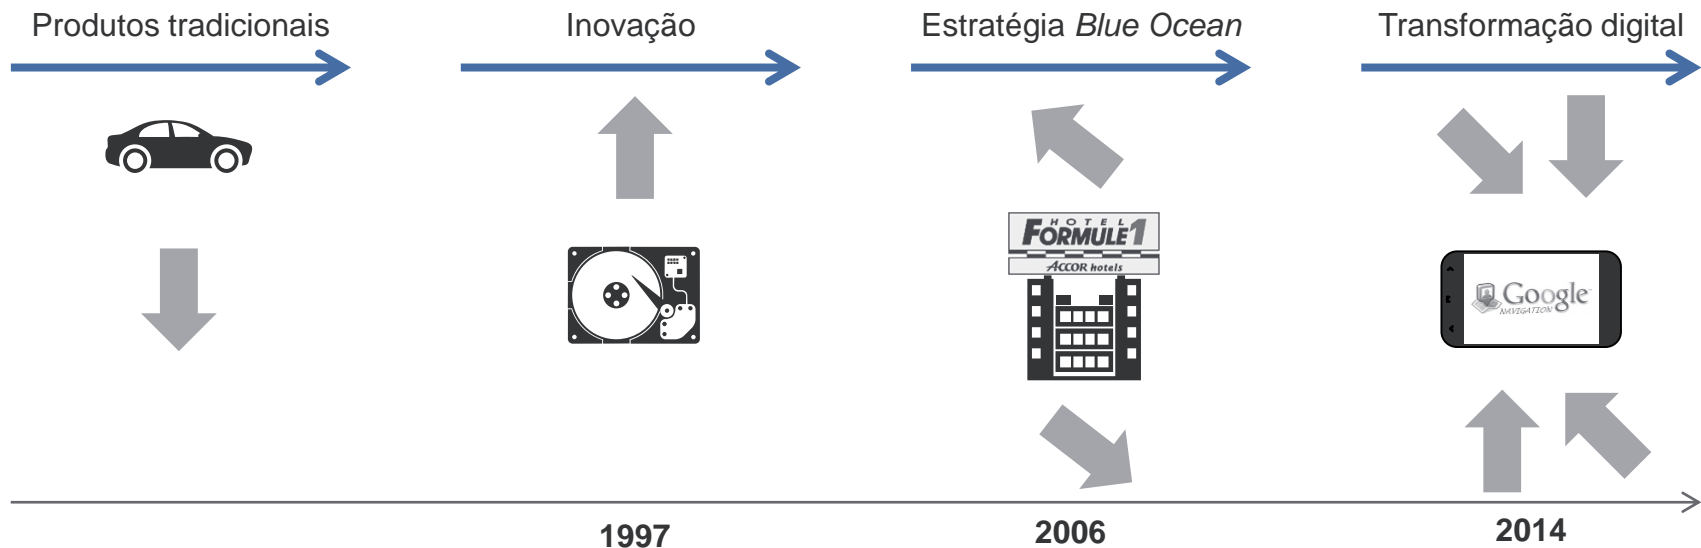 Produtos tradicionais
Inovação
Estratégia Blue Ocean
Transformação digital
HOTEL
FORMULE1
ACCOR hotels
Google
NAVIGATION
1997
2006
2014